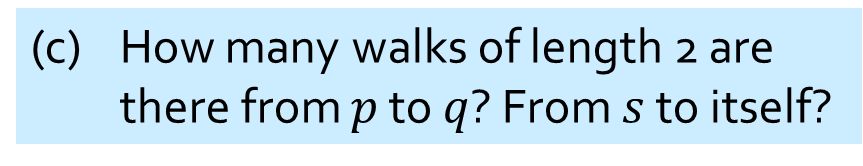 (c) How many walks of length 2 are
there from p to q? From s to itself?